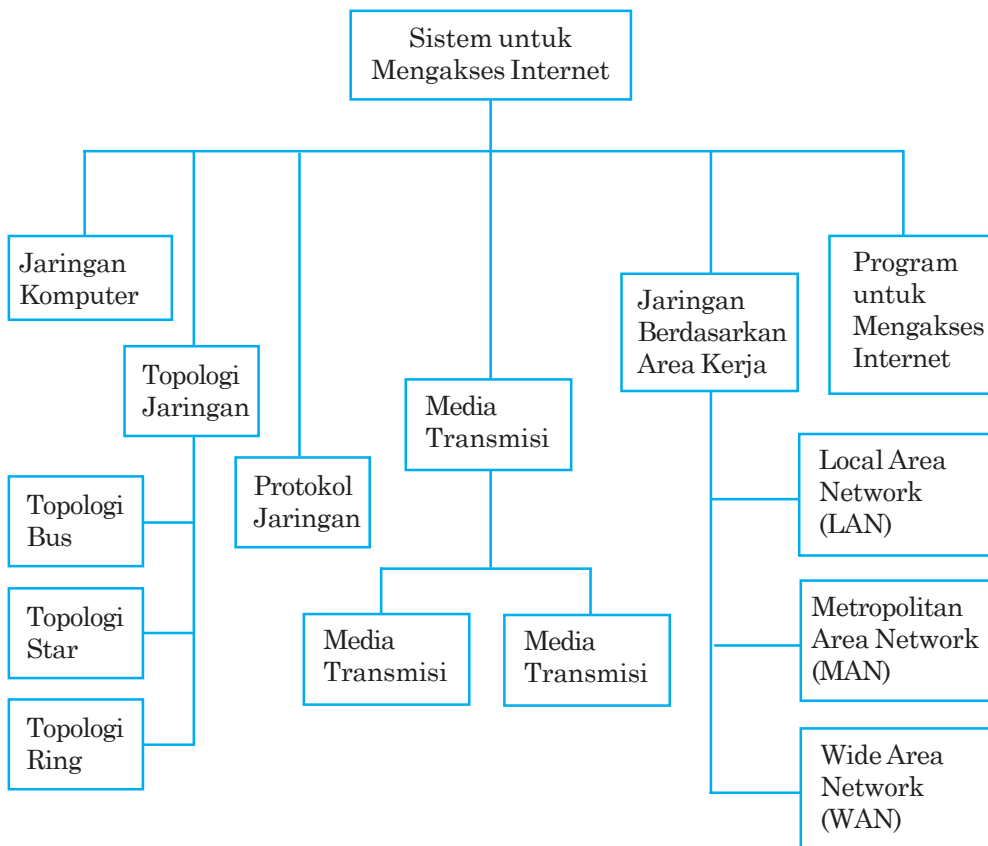 Sistem untuk
Mengakses Internet
Jaringan
Komputer
Topologi
Jaringan
Topologi
Bus
Topologi
Star
Topologi
Ring
Protokol
Jaringan
Media
Transmisi
Media
Transmisi
Media
Transmisi
Jaringan
Berdasarkan
Area Kerja
Local Area
Network
(LAN)
Metropolitan
Area Network
(MAN)
Wide Area
Network
(WAN)
Program
untuk
Mengakses
Internet